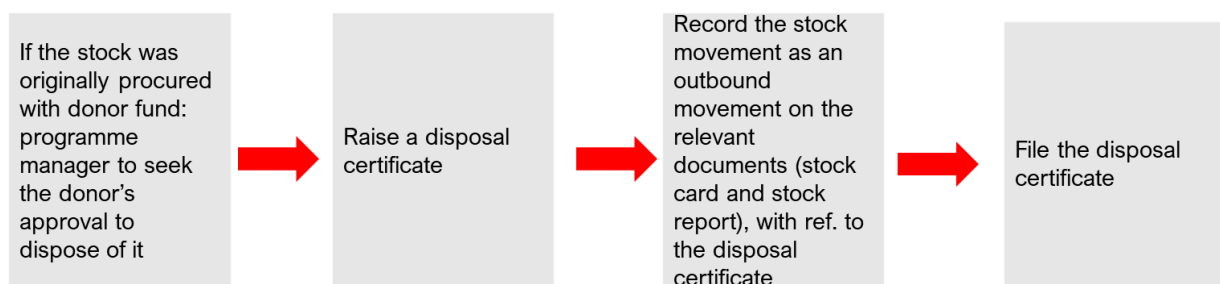 If the stock was
originally procured
with donor fund:
programme
manager to seek
the donor's
approval to
dispose of it
Raise a disposal
certificate
Record the stock
movement as an
outbound
movement on the
relevant
documents (stock
card and stock
report), with ref. to
the disposal
certificate
File the disposal
certificate